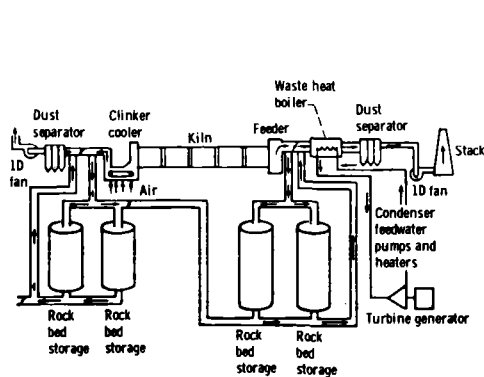 Waste heat
boiler
Dust
separator
Clinker
cooler
Kiln
Feeder
Dust
separator
Stack
ID
fan
Air
ID fan
Condenser
feedwater
pumps and
heaters
Turbine generator
Rock
bed
storage
Rock
bed
storage
Rock
bed
storage
Rock
bed
storage